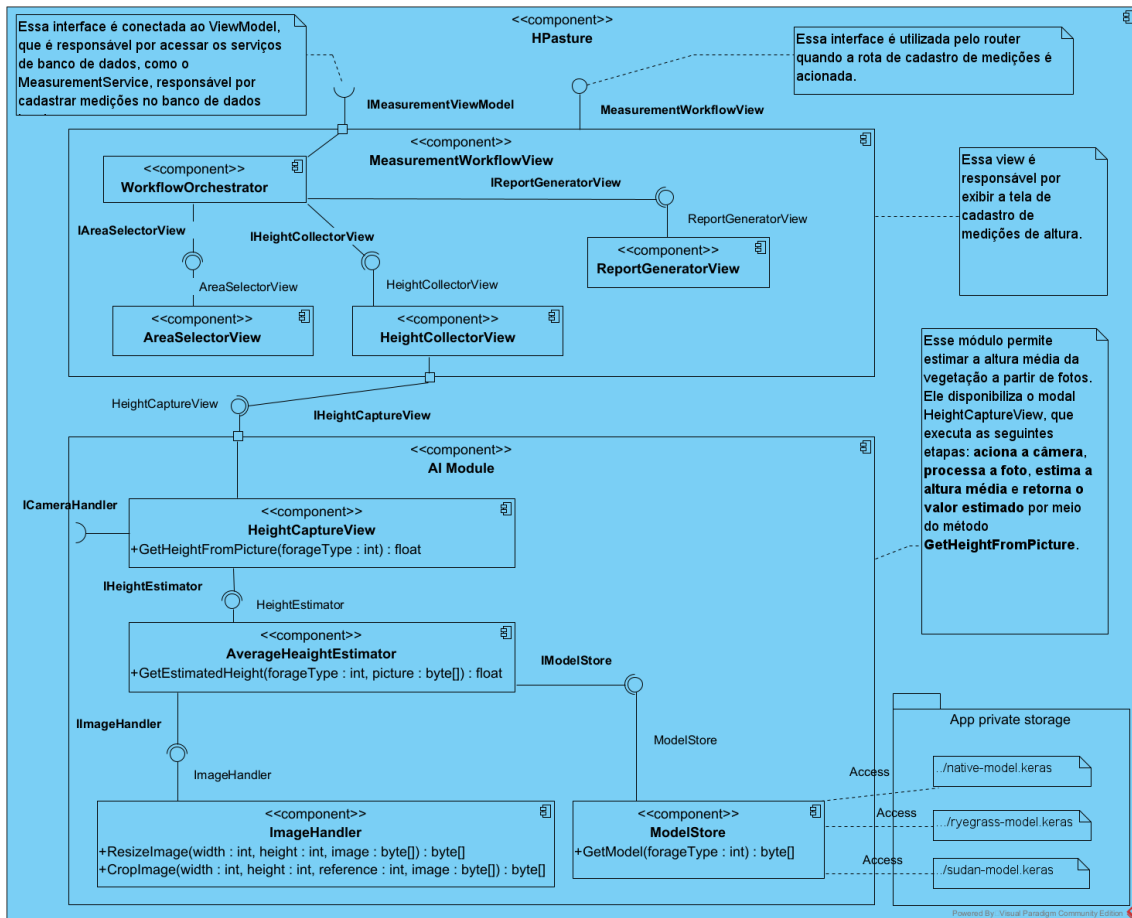 Essa interface é conectada ao ViewModel,
que é responsável por acessar os serviços
de banco de dados, como o
MeasurementService, responsável por
cadastrar medições no banco de dados
<<component>>
HPasture
Essa interface é utilizada pelo router
quando a rota de cadastro de medições é
acionada.
IMeasurementViewModel
MeasurementWorkflowView
<<component>>
MeasurementWorkflowView
<<component>>
WorkflowOrchestrator
IReportGeneratorView
ReportGeneratorView
<<component>>
ReportGeneratorView
IAreaSelectorView
IHeightCollectorView
AreaSelectorView
HeightCollectorView
<<component>>
AreaSelectorView
<<component>>
HeightCollectorView
Essa view é
responsável por
exibir a tela de
cadastro de
medições de altura.
HeightCaptureView
IHeightCaptureView
Esse módulo permite
estimar a altura média da
vegetação a partir de fotos.
Ele disponibiliza o modal
HeightCaptureView, que
executa as seguintes
etapas: aciona a câmera,
processa a foto, estima a
altura média e retorna o
valor estimado por meio
do método
GetHeightFromPicture.
<<component>>
AI Module
ICameraHandler
<<component>>
HeightCaptureView
+GetHeightFromPicture(forageType : int) : float
IHeightEstimator
HeightEstimator
<<component>>
AverageHeaightEstimator
+GetEstimatedHeight(forageType : int, picture : byte[]) : float
IModelStore
ModelStore
IImageHandler
ImageHandler
<<component>>
ImageHandler
+ResizeImage(width : int, height : int, image : byte[]) : byte[]
+CropImage(width : int, height : int, reference : int, image : byte[]) : byte[]
<<component>>
ModelStore
+GetModel(forageType : int) : byte[]
App private storage
Access
../native-model.keras
Access
../ryegrass-model.keras
Access
./sudan-model.keras
Powered By: Visual Paradigm Community Edition